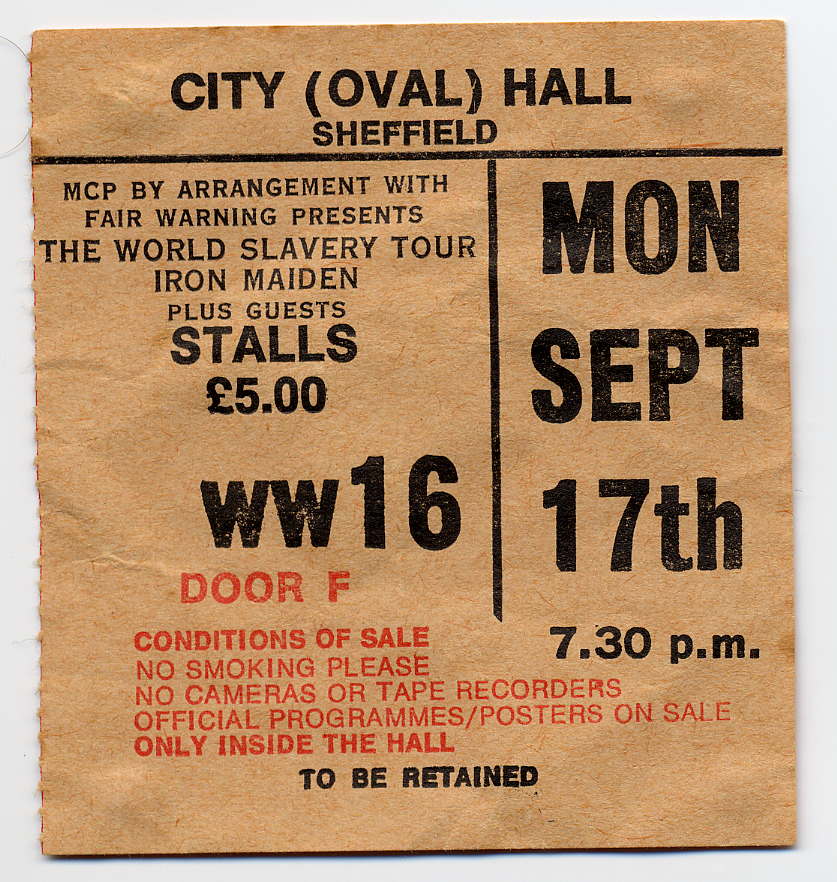 CITY (OVAL) HALL
SHEFFIELD
MCP BY ARRANGEMENT WITH
FAIR WARNING PRESENTS
THE WORLD SLAVERY TOUR
IRON MAIDEN
PLUS GUESTS
STALLS
£5.00
WW16
DOOR F
MON
SEPT
17th
7.30 p.m.
CONDITIONS OF SALE
NO SMOKING PLEASE
NO CAMERAS OR TAPE RECORDERS
OFFICIAL PROGRAMMES/POSTERS ON SALE
ONLY INSIDE THE HALL
TO BE RETAINED